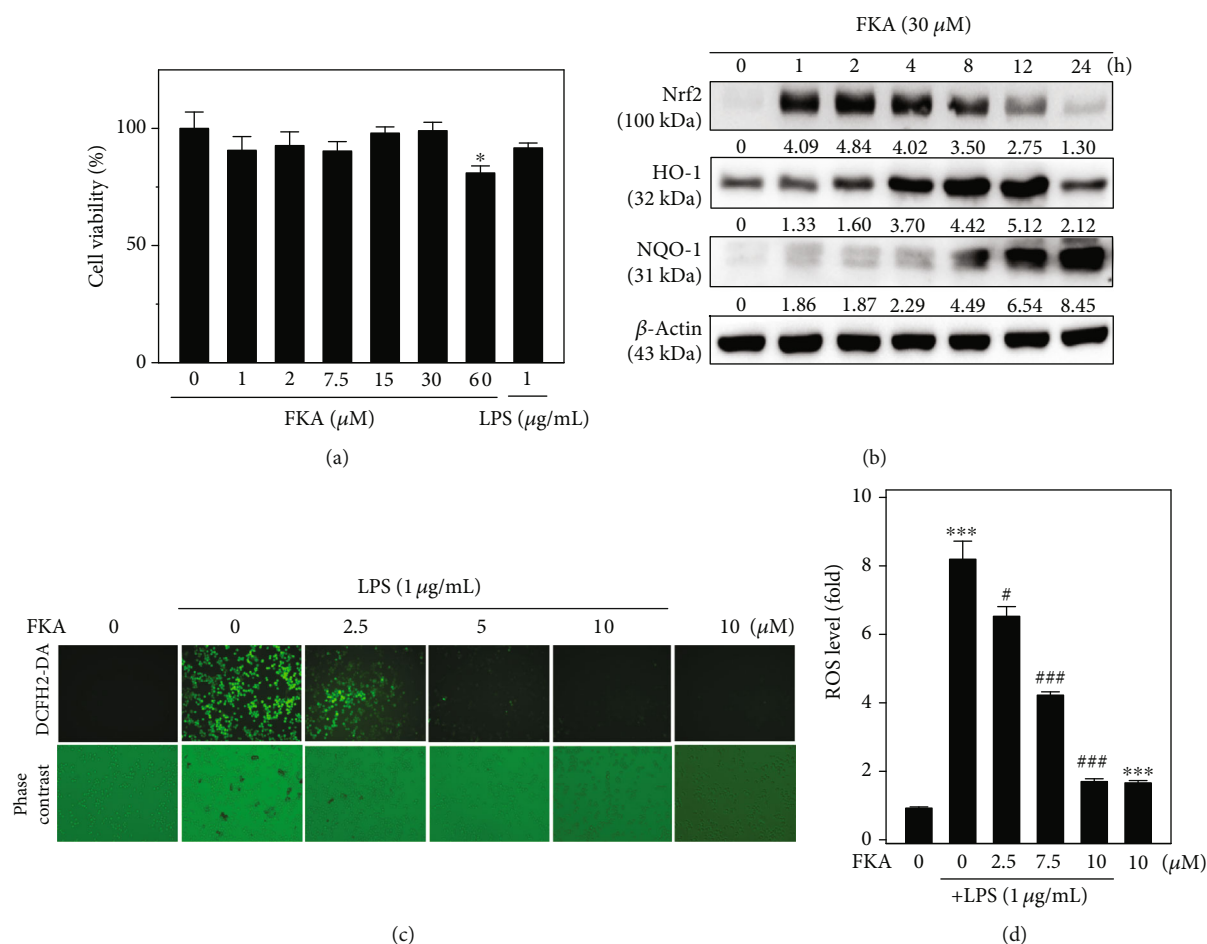 100
50
0
Cell viability (%)
*
0 1 2 7.5 15 30 60 1
FKA (μM) LPS (μg/mL)
(a)
FKA (30 μM)
0 1 2 4 8 12 24 (h)
Nrf2
(100 kDa)
0 4.09 4.84 4.02 3.50 2.75 1.30
HO-1
(32 kDa)
0 1.33 1.60 3.70 4.42 5.12 2.12
NQO-1
(31 kDa)
0 1.86 1.87 2.29 4.49 6.54 8.45
β-Actin
(43 kDa)
(b)
LPS (1 μg/mL)
FKA 0 0 2.5 5 10 10 (μM)
DCFH2-DA
Phase
contrast
(c)
10
8
6
4
2
0
ROS level (fold)
*** # ### ### ***
FKA 0 0 2.5 7.5 10 10 (μM)
+LPS (1 μg/mL)
(d)